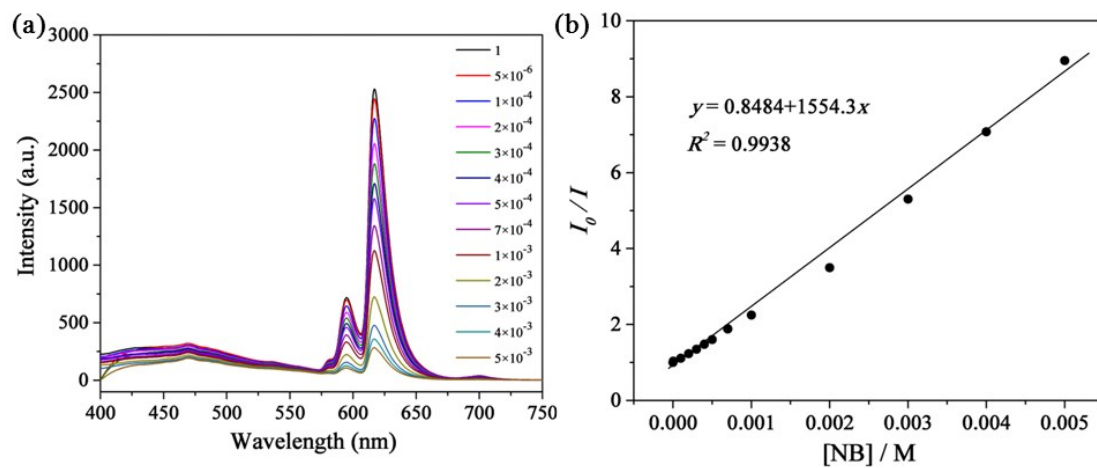 (a)
3000
2500
2000
1500
1000
500
0
Intensity (a.u.)
400 450 500 550 600 650 700 750
Wavelength (nm)
1
5×10⁻⁶
1×10⁻⁴
2×10⁻⁴
3×10⁻⁴
4×10⁻⁴
5×10⁻⁴
7×10⁻⁴
1×10⁻³
2×10⁻³
3×10⁻³
4×10⁻³
5×10⁻³
(b)
10
8
6
4
2
0
I₀ / I
y = 0.8484+1554.3x
R² = 0.9938
0.000 0.001 0.002 0.003 0.004 0.005
[NB] / M